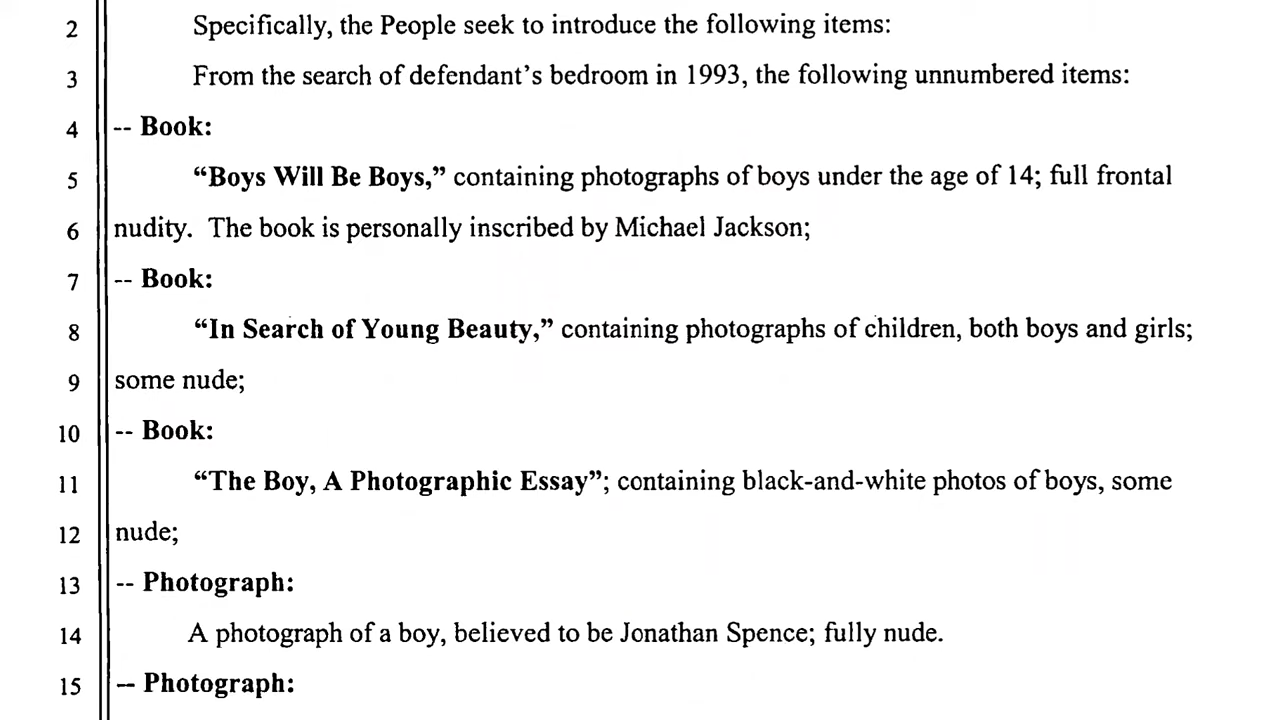 2 Specifically, the People seek to introduce the following items:
3 From the search of defendant's bedroom in 1993, the following unnumbered items:
4 -- Book:
5 “Boys Will Be Boys,” containing photographs of boys under the age of 14; full frontal
6 nudity. The book is personally inscribed by Michael Jackson;
7 -- Book:
8 “In Search of Young Beauty,” containing photographs of children, both boys and girls;
9 some nude;
10 -- Book:
11 “The Boy, A Photographic Essay”; containing black-and-white photos of boys, some
12 nude;
13 -- Photograph:
14 A photograph of a boy, believed to be Jonathan Spence; fully nude.
15 -- Photograph: